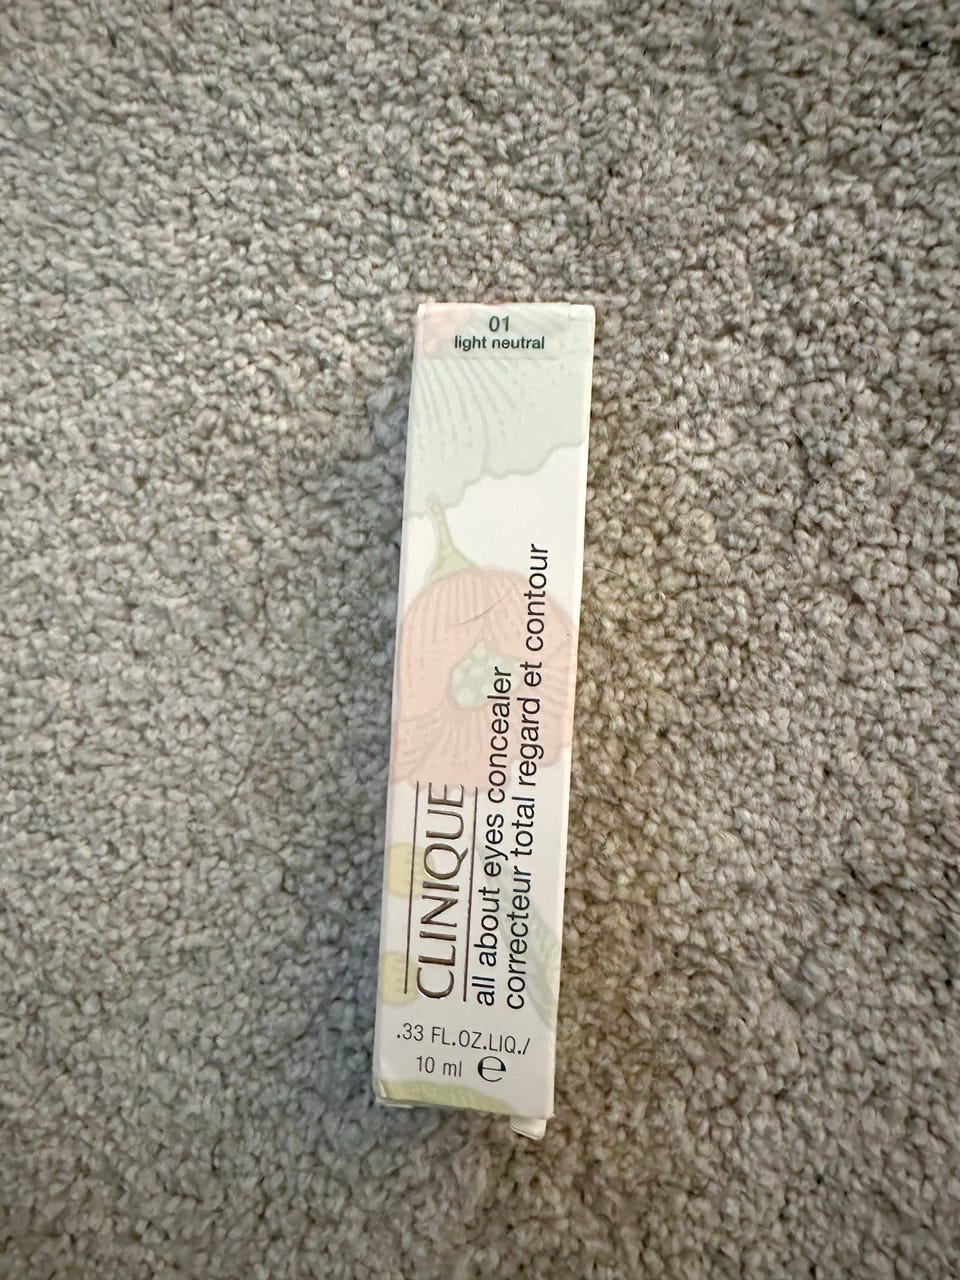 01
light neutral
CLINIQUE
all about eyes concealer
correcteur total regard et contour
.33 FL.OZ.LIQ./
10 ml ℮